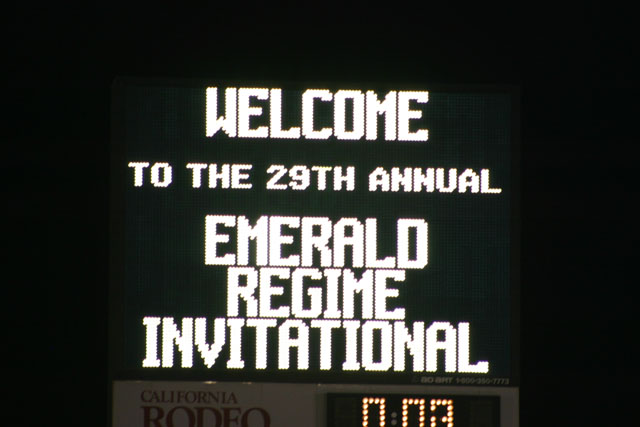 WELCOME
TO THE 29TH ANNUAL
EMERALD
REGIME
INVITATIONAL
CALIFORNIA
RODEO